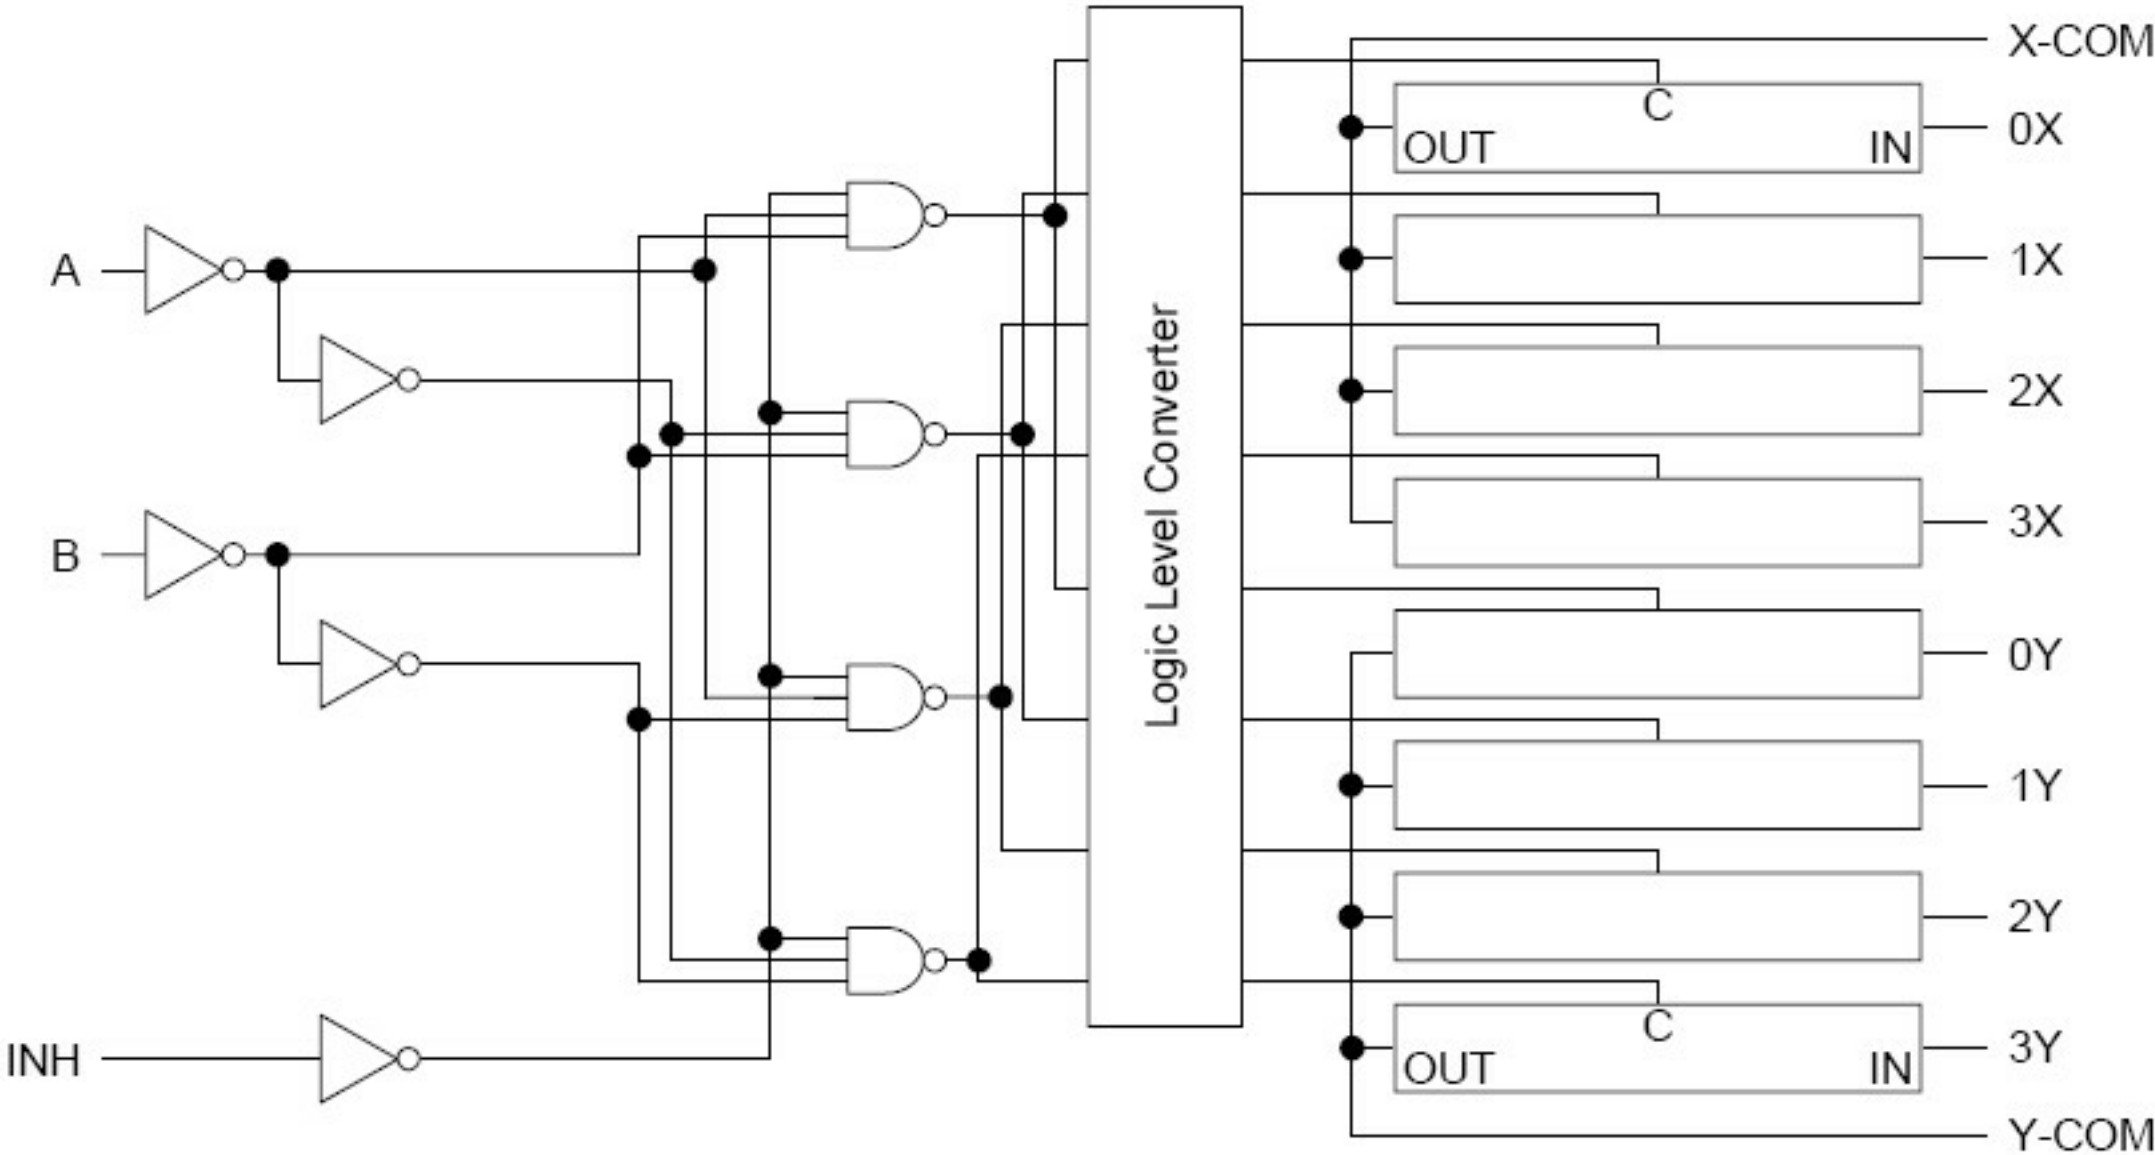 X-COM
C
OUT
IN
0X
A
1X
2X
Logic Level Converter
3X
B
0Y
1Y
2Y
C
OUT
IN
3Y
INH
Y-COM